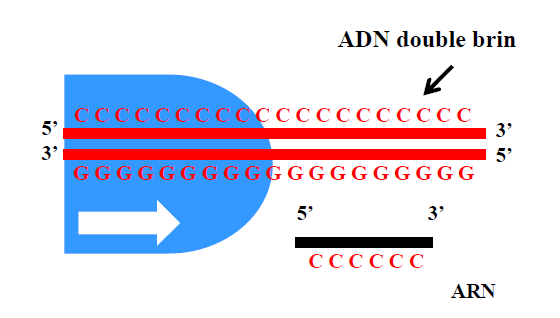 ADN double brin
C C C C C C C C C C C C C C C C C C C C
5’ 3’
3’ 5’
G G G G G G G G G G G G G G G G G G G
5’ 3’
C C C C C C
ARN